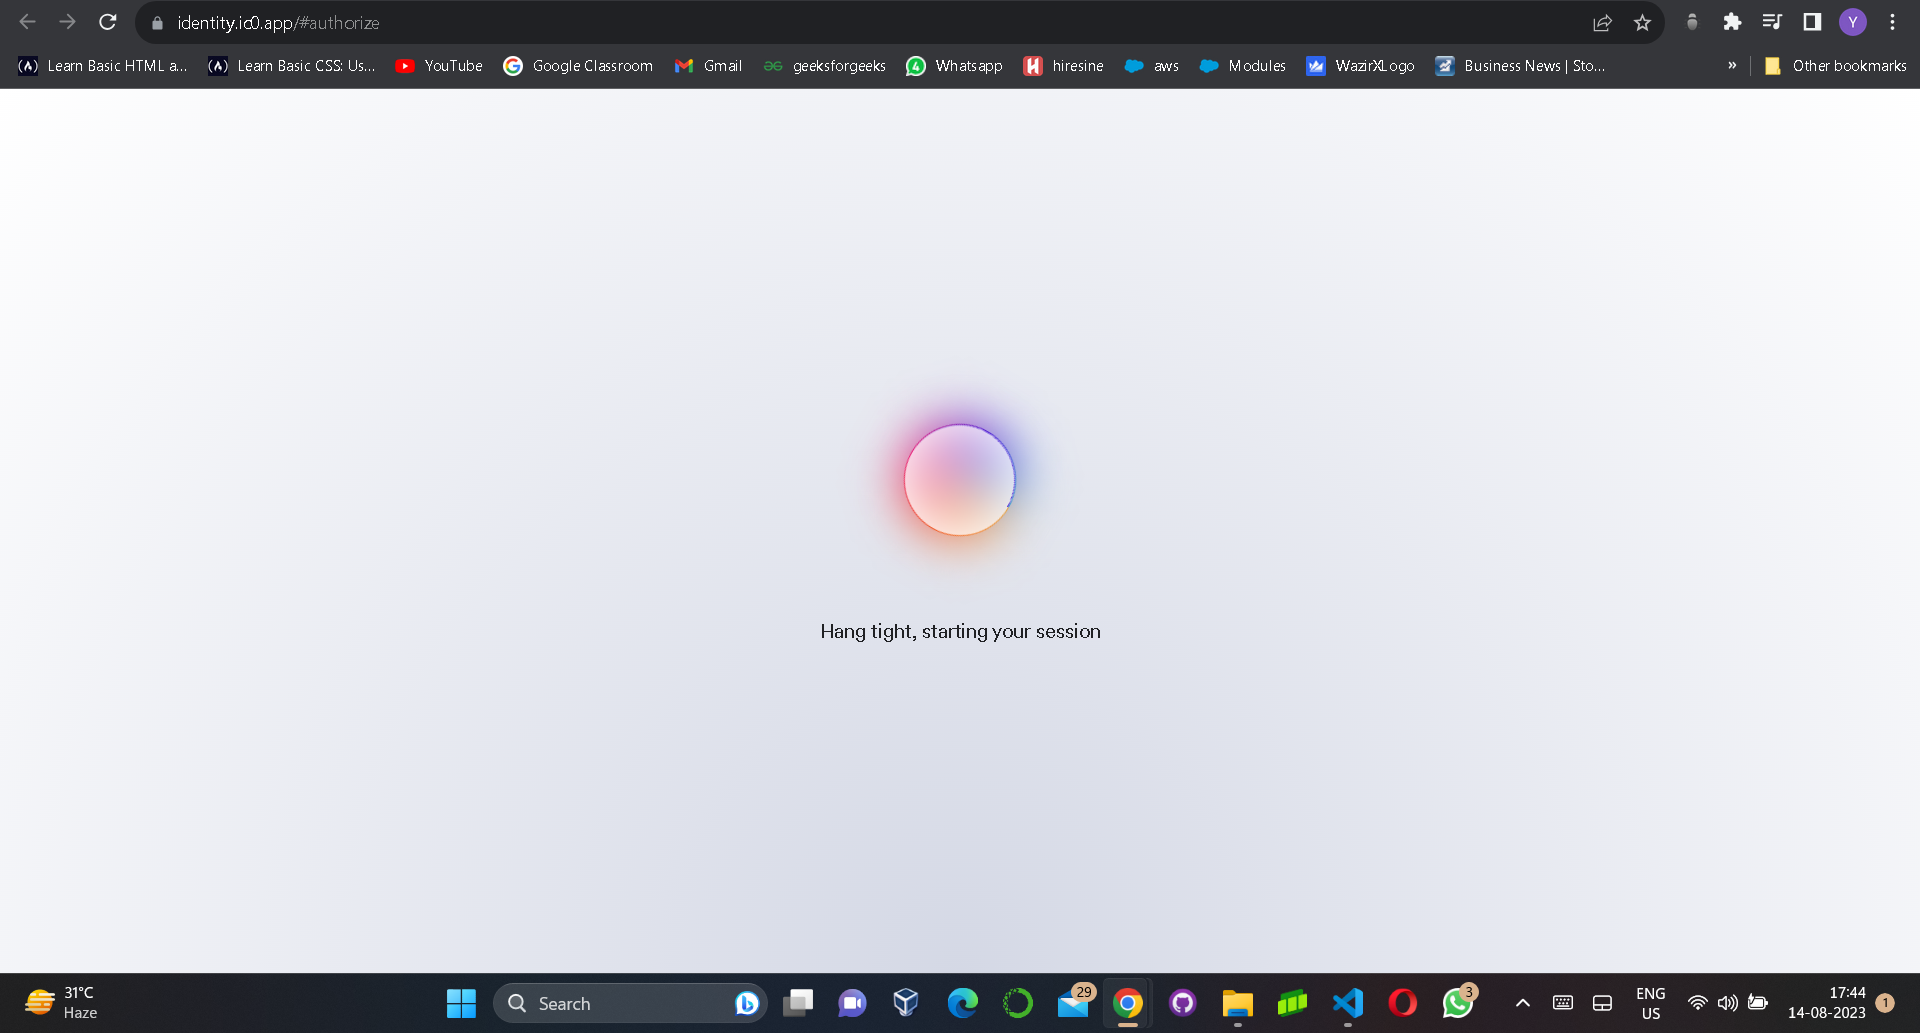 identity.ic0.app/#authorize
Y
Learn Basic HTML a... Learn Basic CSS: Us... YouTube Google Classroom Gmail geeksforgeeks Whatsapp hiresine aws Modules WazirXLogo Business News | Sto... » Other bookmarks
Hang tight, starting your session
31°C
Haze
Search
29
3
ENG
US
17:44
14-08-2023
1